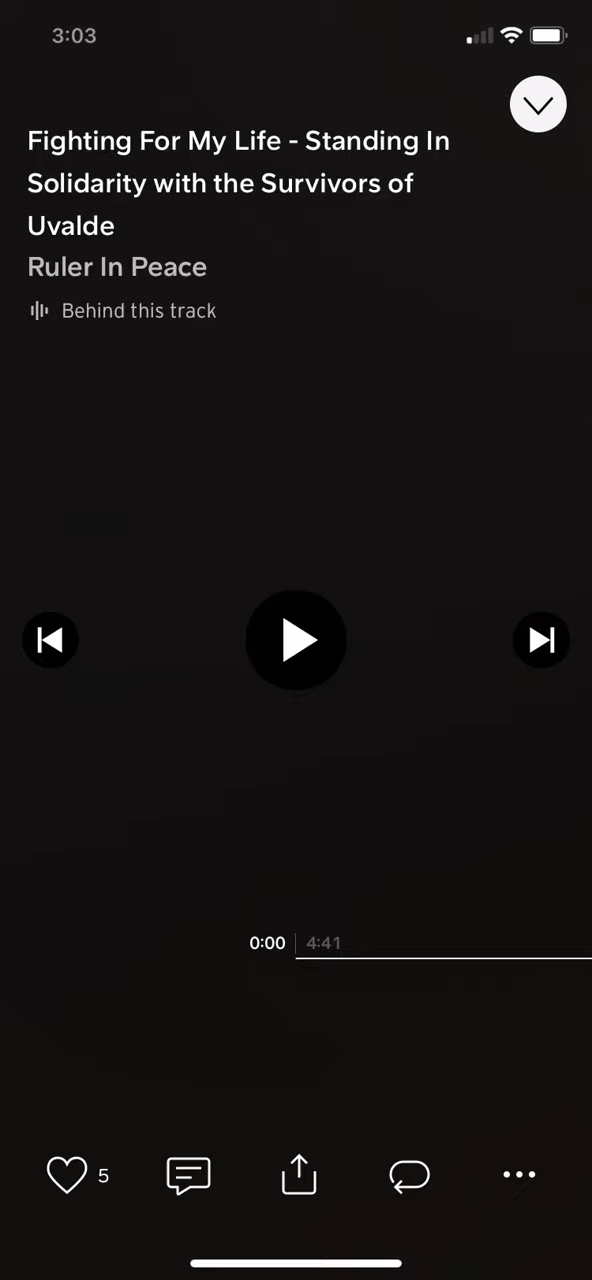 3:03
Fighting For My Life - Standing In
Solidarity with the Survivors of
Uvalde
Ruler In Peace
Behind this track
0:00 4:41
5